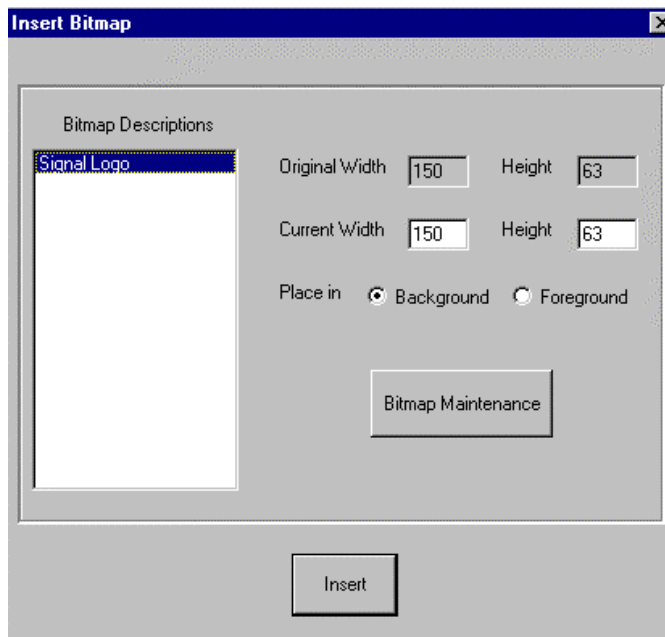 Insert Bitmap
Bitmap Descriptions
Signal Logo
Original Width 150 Height 63
Current Width 150 Height 63
Place in Background Foreground
Bitmap Maintenance
Insert